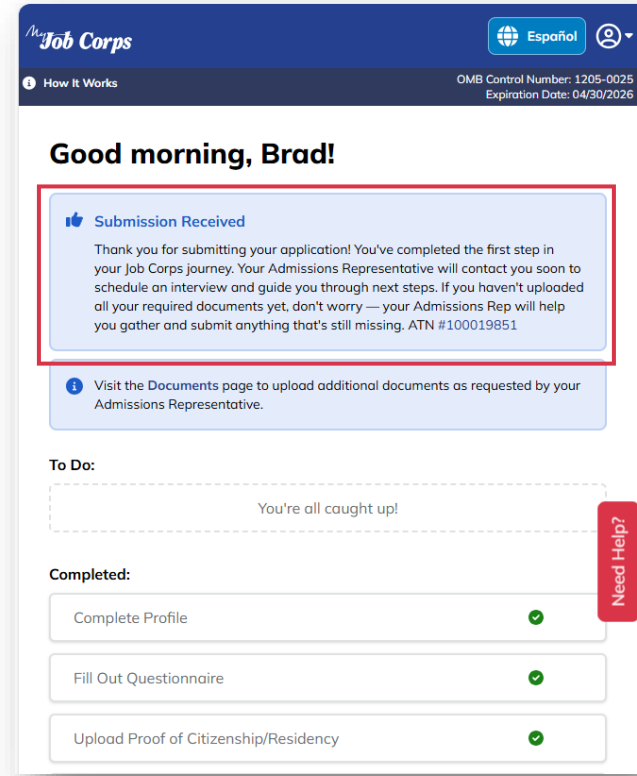 My Job Corps
Español
How It Works
OMB Control Number: 1205-0025
Expiration Date: 04/30/2026
Good morning, Brad!
Submission Received
Thank you for submitting your application! You've completed the first step in
your Job Corps journey. Your Admissions Representative will contact you soon to
schedule an interview and guide you through next steps. If you haven't uploaded
all your required documents yet, don't worry — your Admissions Rep will help
you gather and submit anything that's still missing. ATN #100019851
Visit the Documents page to upload additional documents as requested by your
Admissions Representative.
To Do:
You're all caught up!
Need Help?
Completed:
Complete Profile
Fill Out Questionnaire
Upload Proof of Citizenship/Residency